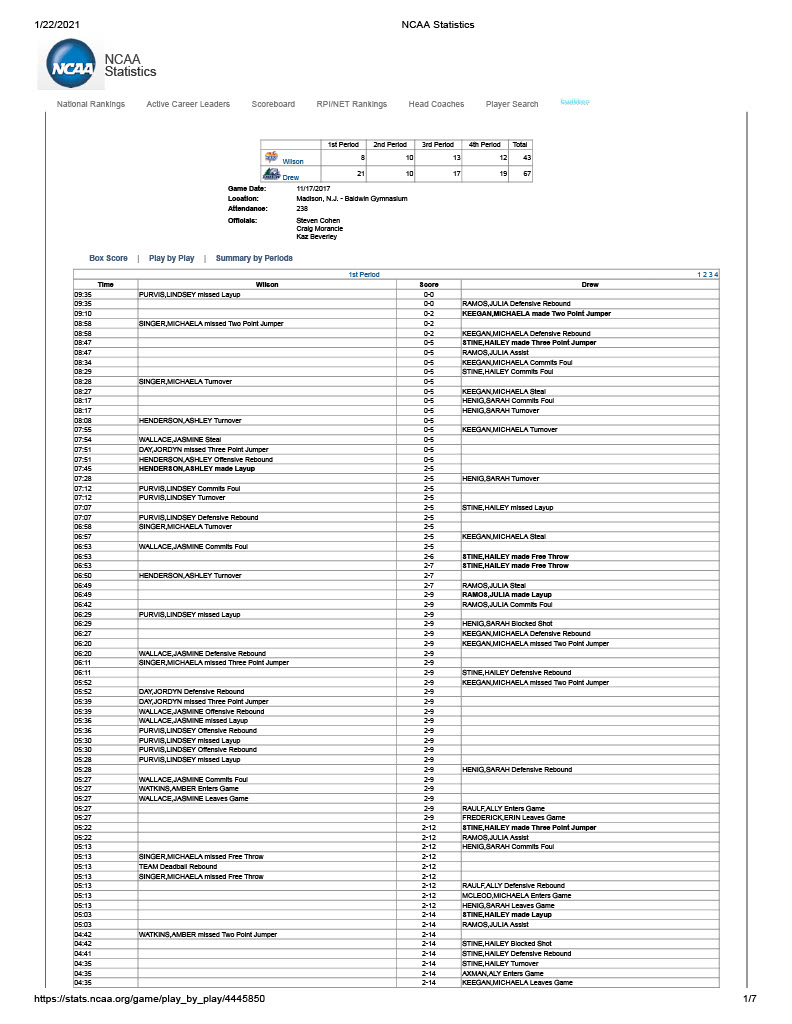 1/22/2021 NCAA Statistics
NCAA
NCAA
Statistics
National Rankings Active Career Leaders Scoreboard RPI/NET Rankings Head Coaches Player Search
1st Period 2nd Period 3rd Period 4th Period Total
Wilson 8 10 13 12 43
Drew 21 10 17 19 67
Game Date: 11/17/2017
Location: Madison, N.J. - Baldwin Gymnasium
Attendance: 238
Officials: Steven Cohen
Craig Morancie
Kaz Beverley
Box Score | Play by Play | Summary by Periods
1st Period 1 2 3 4
Time Wilson Score Drew
09:35 PURVIS,LINDSEY missed Layup 0-0
09:35 0-0 RAMOS,JULIA Defensive Rebound
09:10 0-2 KEEGAN,MICHAELA made Two Point Jumper
08:58 SINGER,MICHAELA missed Two Point Jumper 0-2
08:58 0-2 KEEGAN,MICHAELA Defensive Rebound
08:47 0-5 STINE,HAILEY made Three Point Jumper
08:47 0-5 RAMOS,JULIA Assist
08:34 0-5 KEEGAN,MICHAELA Commits Foul
08:29 0-5 STINE,HAILEY Commits Foul
08:28 SINGER,MICHAELA Turnover 0-5
08:27 0-5 KEEGAN,MICHAELA Steal
08:17 0-5 HENIG,SARAH Commits Foul
08:17 0-5 HENIG,SARAH Turnover
08:08 HENDERSON,ASHLEY Turnover 0-5
07:55 0-5 KEEGAN,MICHAELA Turnover
07:54 WALLACE,JASMINE Steal 0-5
07:51 DAY,JORDYN missed Three Point Jumper 0-5
07:51 HENDERSON,ASHLEY Offensive Rebound 0-5
07:45 HENDERSON,ASHLEY made Layup 2-5
07:28 2-5 HENIG,SARAH Turnover
07:12 PURVIS,LINDSEY Commits Foul 2-5
07:12 PURVIS,LINDSEY Turnover 2-5
07:07 2-5 STINE,HAILEY missed Layup
07:07 PURVIS,LINDSEY Defensive Rebound 2-5
06:58 SINGER,MICHAELA Turnover 2-5
06:57 2-5 KEEGAN,MICHAELA Steal
06:53 WALLACE,JASMINE Commits Foul 2-5
06:53 2-6 STINE,HAILEY made Free Throw
06:53 2-7 STINE,HAILEY made Free Throw
06:50 HENDERSON,ASHLEY Turnover 2-7
06:49 2-7 RAMOS,JULIA Steal
06:49 2-9 RAMOS,JULIA made Layup
06:42 2-9 RAMOS,JULIA Commits Foul
06:29 PURVIS,LINDSEY missed Layup 2-9
06:29 2-9 HENIG,SARAH Blocked Shot
06:27 2-9 KEEGAN,MICHAELA Defensive Rebound
06:20 2-9 KEEGAN,MICHAELA missed Two Point Jumper
06:20 WALLACE,JASMINE Defensive Rebound 2-9
06:11 SINGER,MICHAELA missed Three Point Jumper 2-9
06:11 2-9 STINE,HAILEY Defensive Rebound
05:52 2-9 KEEGAN,MICHAELA missed Two Point Jumper
05:52 DAY,JORDYN Defensive Rebound 2-9
05:39 DAY,JORDYN missed Three Point Jumper 2-9
05:39 WALLACE,JASMINE Offensive Rebound 2-9
05:36 WALLACE,JASMINE missed Layup 2-9
05:36 PURVIS,LINDSEY Offensive Rebound 2-9
05:30 PURVIS,LINDSEY missed Layup 2-9
05:30 PURVIS,LINDSEY Offensive Rebound 2-9
05:28 PURVIS,LINDSEY missed Layup 2-9
05:28 2-9 HENIG,SARAH Defensive Rebound
05:27 WALLACE,JASMINE Commits Foul 2-9
05:27 WATKINS,AMBER Enters Game 2-9
05:27 WALLACE,JASMINE Leaves Game 2-9
05:27 2-9 RAULF,ALLY Enters Game
05:27 2-9 FREDERICK,ERIN Leaves Game
05:22 2-12 STINE,HAILEY made Three Point Jumper
05:22 2-12 RAMOS,JULIA Assist
05:13 2-12 HENIG,SARAH Commits Foul
05:13 SINGER,MICHAELA missed Free Throw 2-12
05:13 TEAM Deadball Rebound 2-12
05:13 SINGER,MICHAELA missed Free Throw 2-12
05:13 2-12 RAULF,ALLY Defensive Rebound
05:13 2-12 MCLEOD,MICHAELA Enters Game
05:13 2-12 HENIG,SARAH Leaves Game
05:03 2-14 STINE,HAILEY made Layup
05:03 2-14 RAMOS,JULIA Assist
04:42 WATKINS,AMBER missed Two Point Jumper 2-14
04:42 2-14 STINE,HAILEY Blocked Shot
04:41 2-14 STINE,HAILEY Defensive Rebound
04:35 2-14 STINE,HAILEY Turnover
04:35 2-14 AXMAN,ALY Enters Game
04:35 2-14 KEEGAN,MICHAELA Leaves Game
https://stats.ncaa.org/game/play_by_play/4445850 1/7